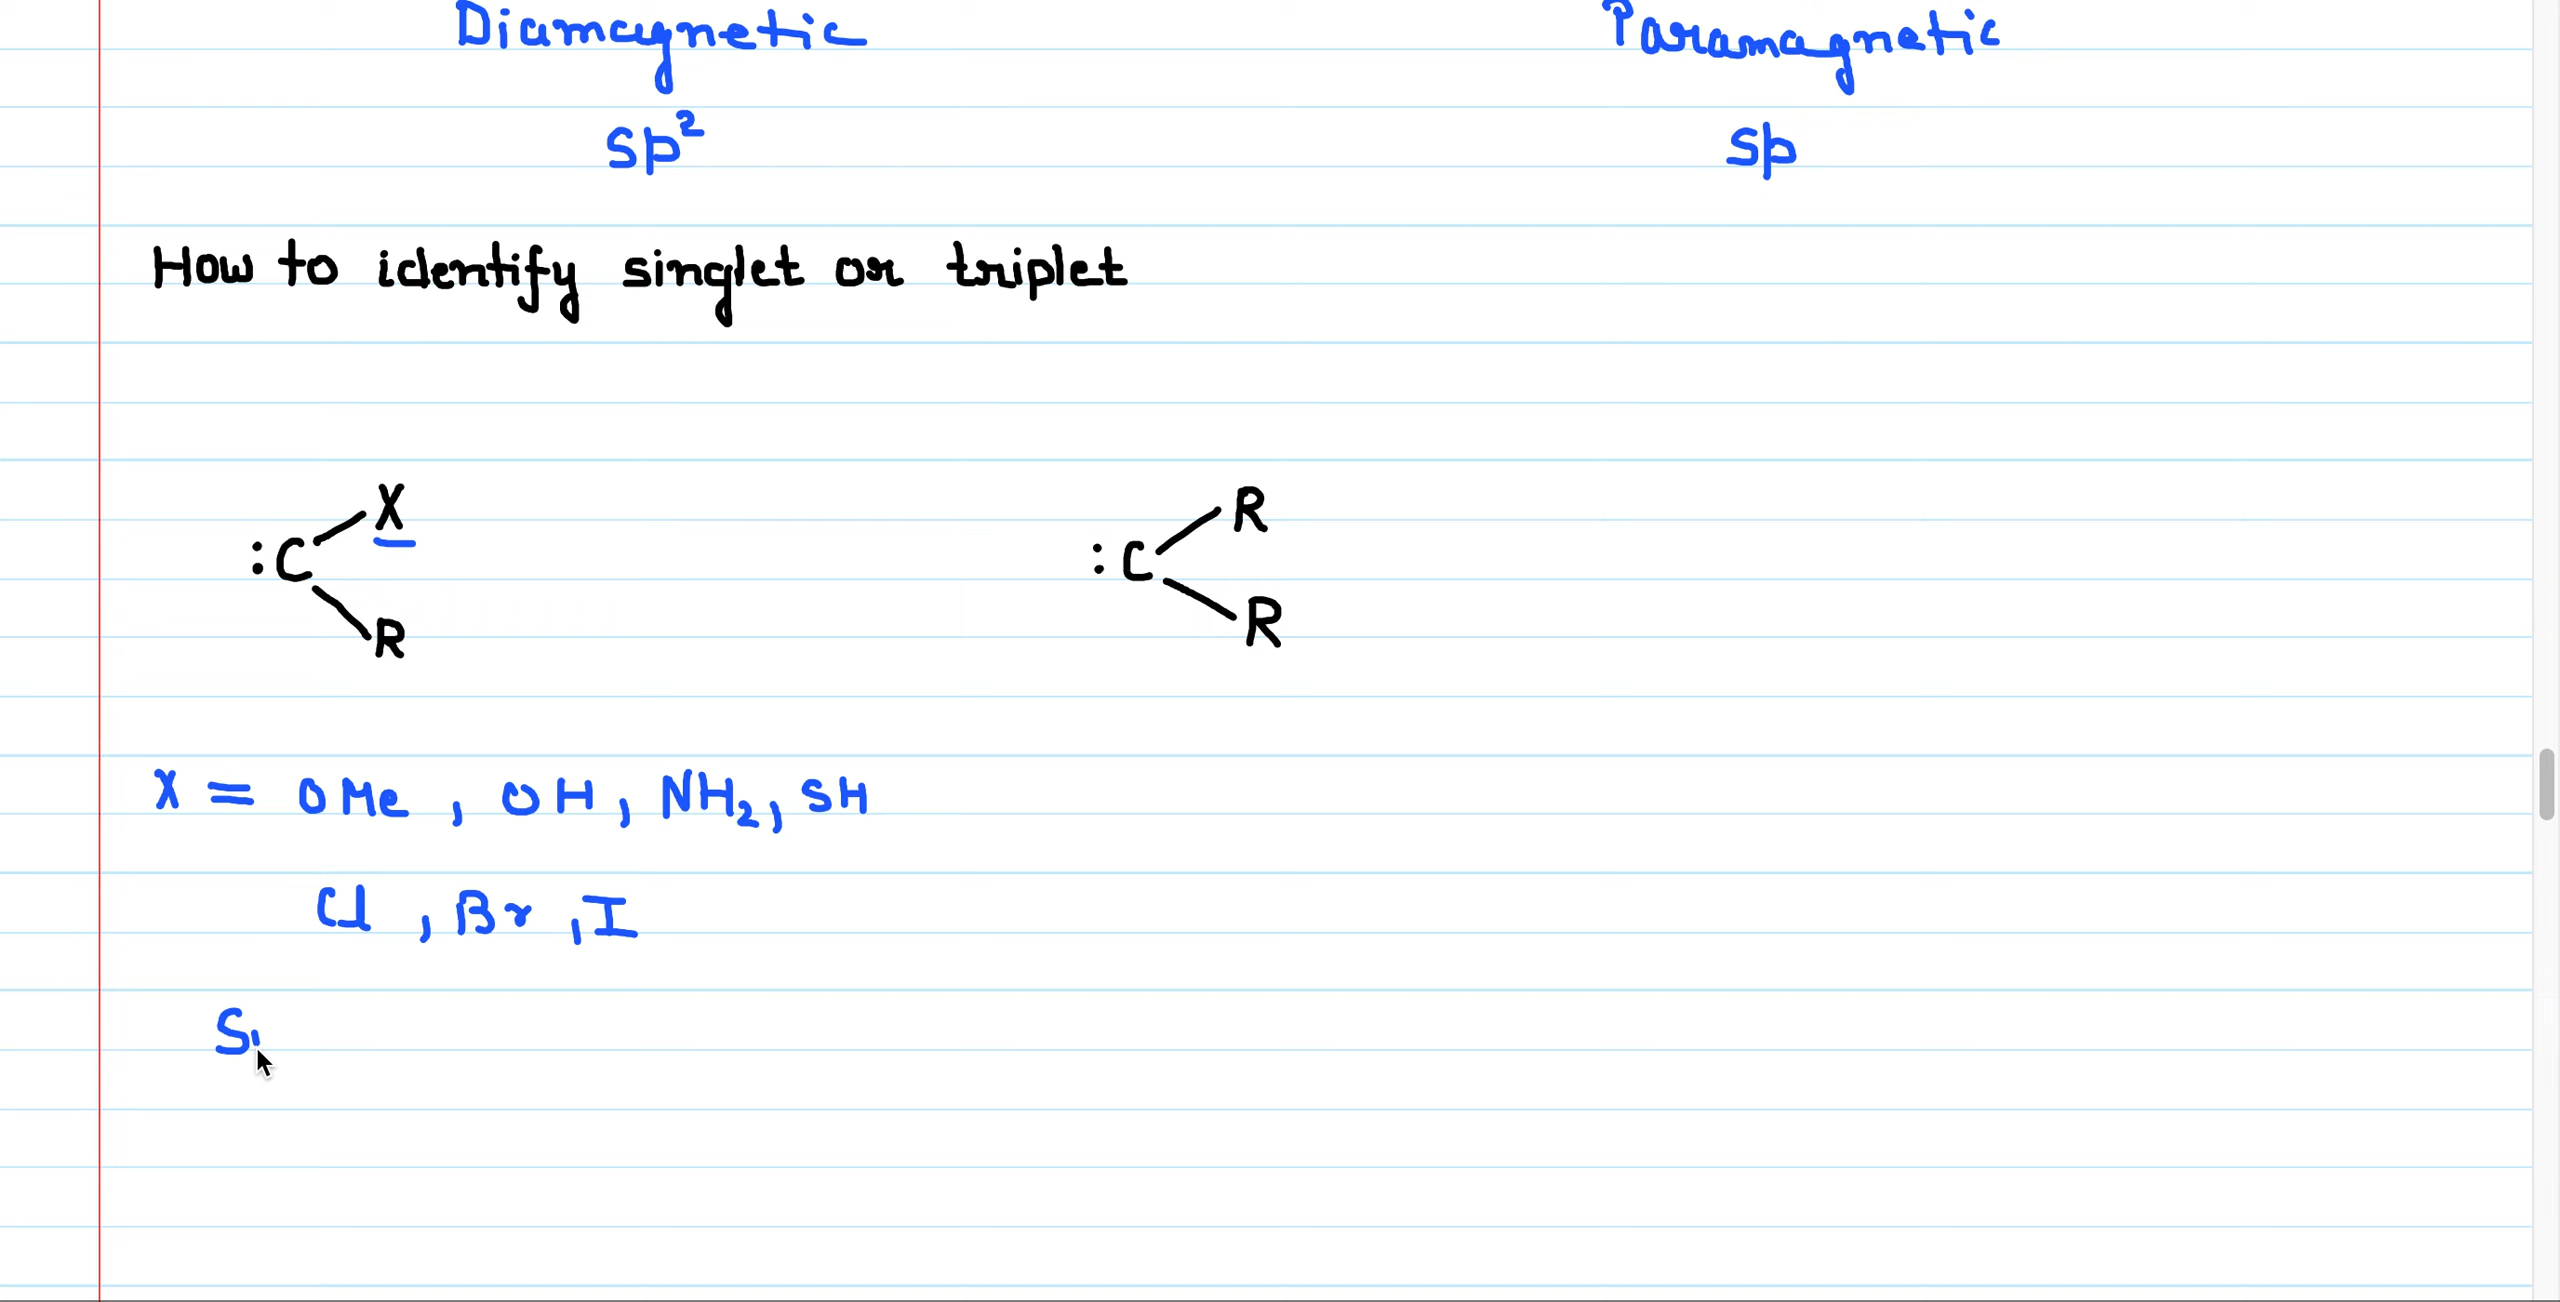 Diamagnetic Paramagnetic
sp² sp
How to identify singlet or triplet
X R
:C :C
R R
X = OMe , OH , NH₂, SH
Cl , Br , I